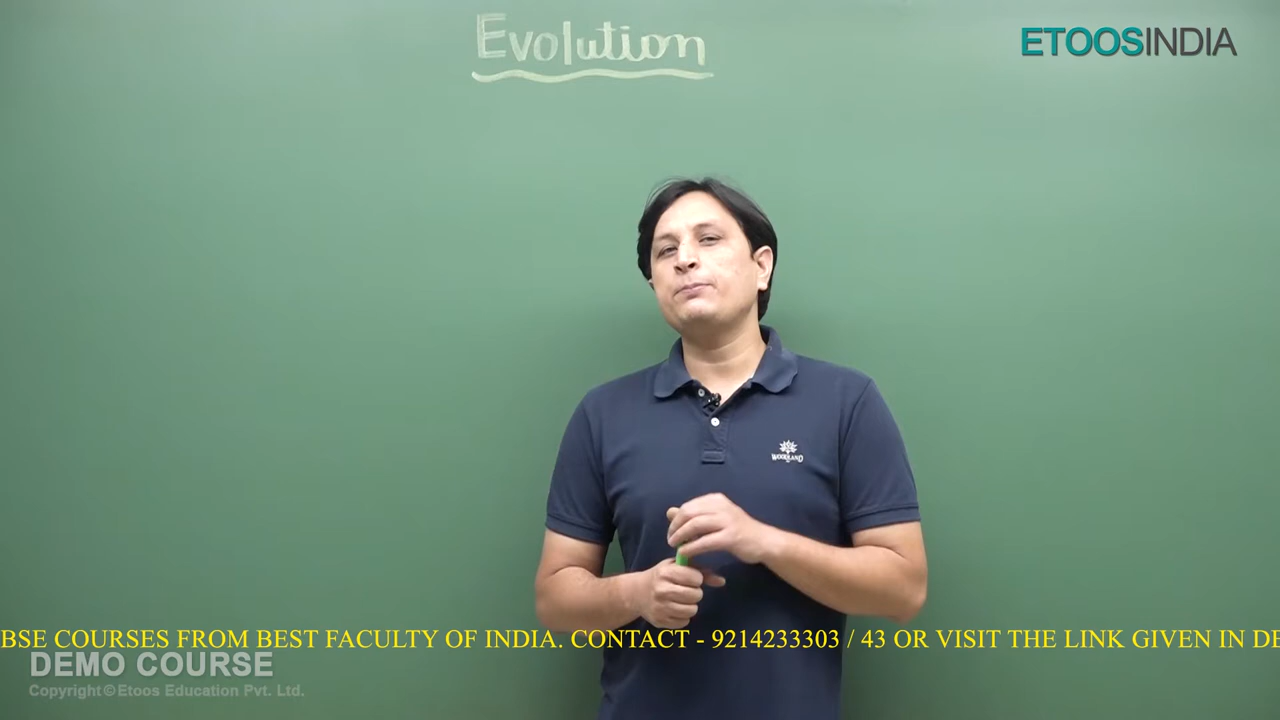 Evolution
ETOOSINDIA
WOODLAND
BSE COURSES FROM BEST FACULTY OF INDIA. CONTACT - 9214233303 / 43 OR VISIT THE LINK GIVEN IN DE
DEMO COURSE
Copyright © Etoos Education Pvt. Ltd.